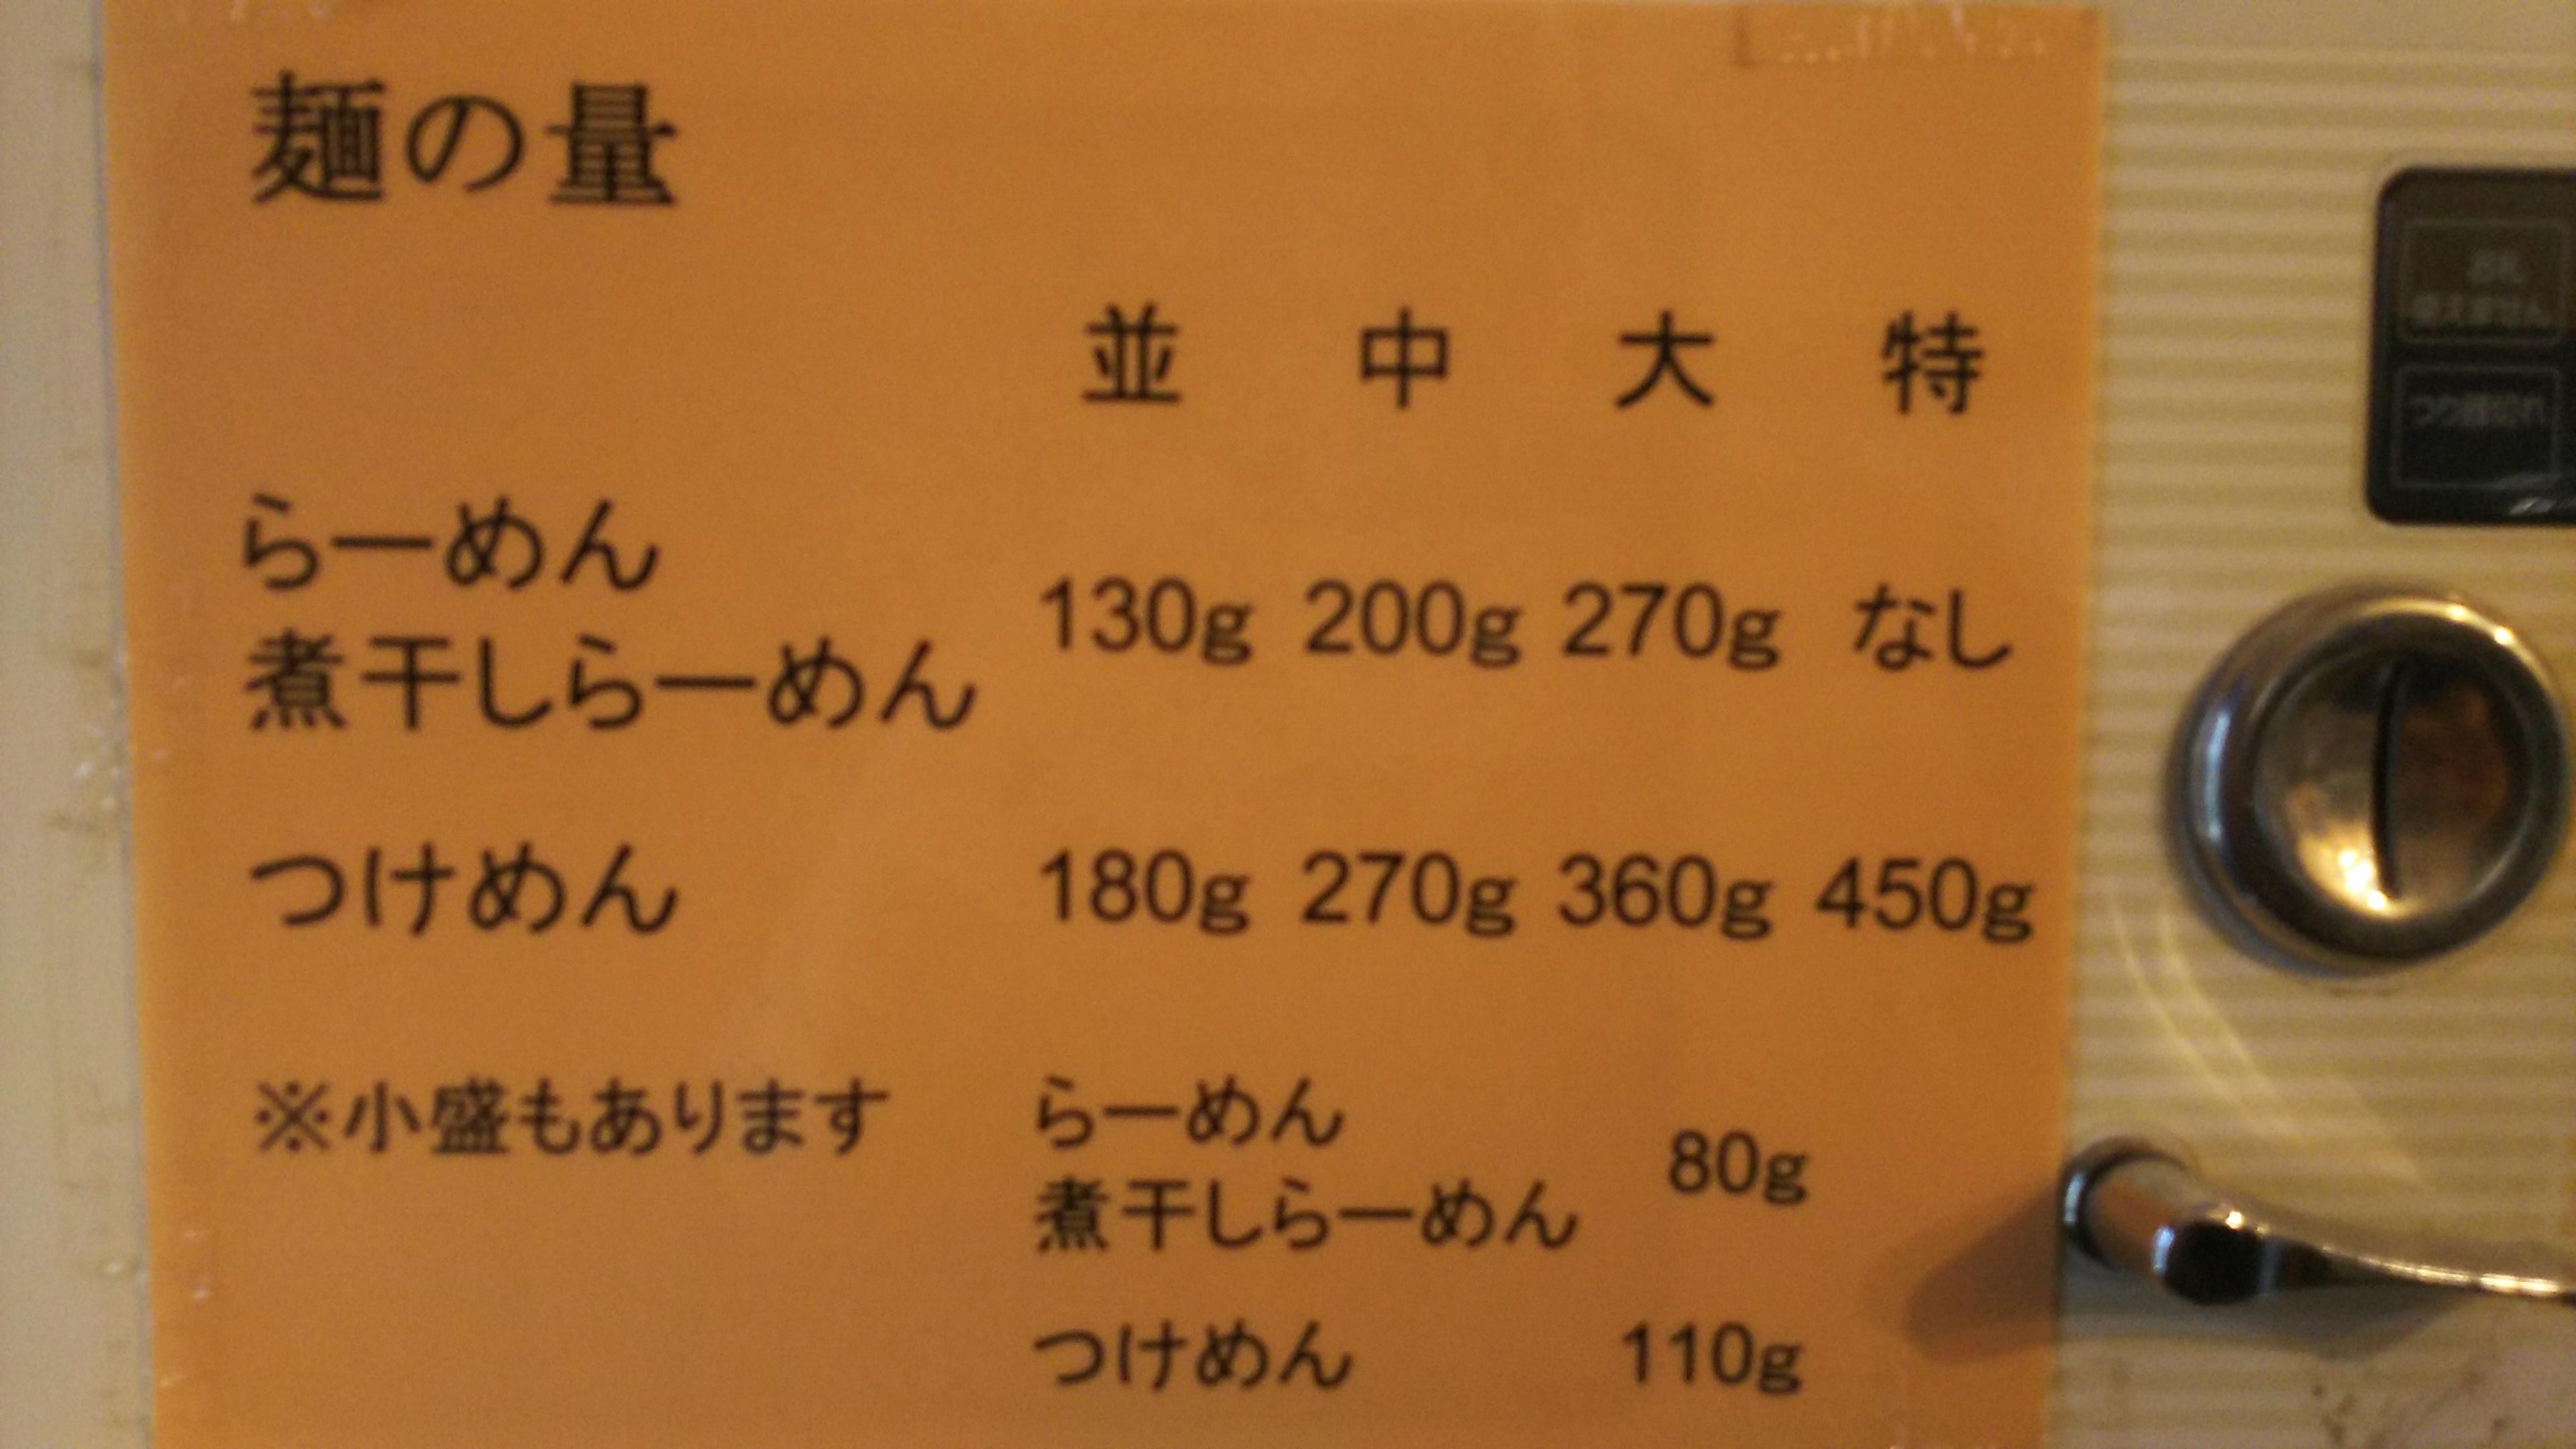 麺の量
並 中 大 特
らーめん
煮干しらーめん
130g 200g 270g なし
つけめん 180g 270g 360g 450g
※小盛もあります
らーめん
煮干しらーめん
80g
つけめん 110g